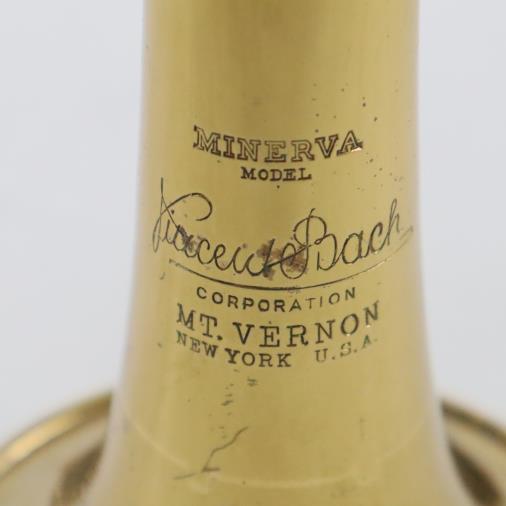 MINERVA
MODEL
Vincent Bach
CORPORATION
MT. VERNON
NEW YORK U.S.A.